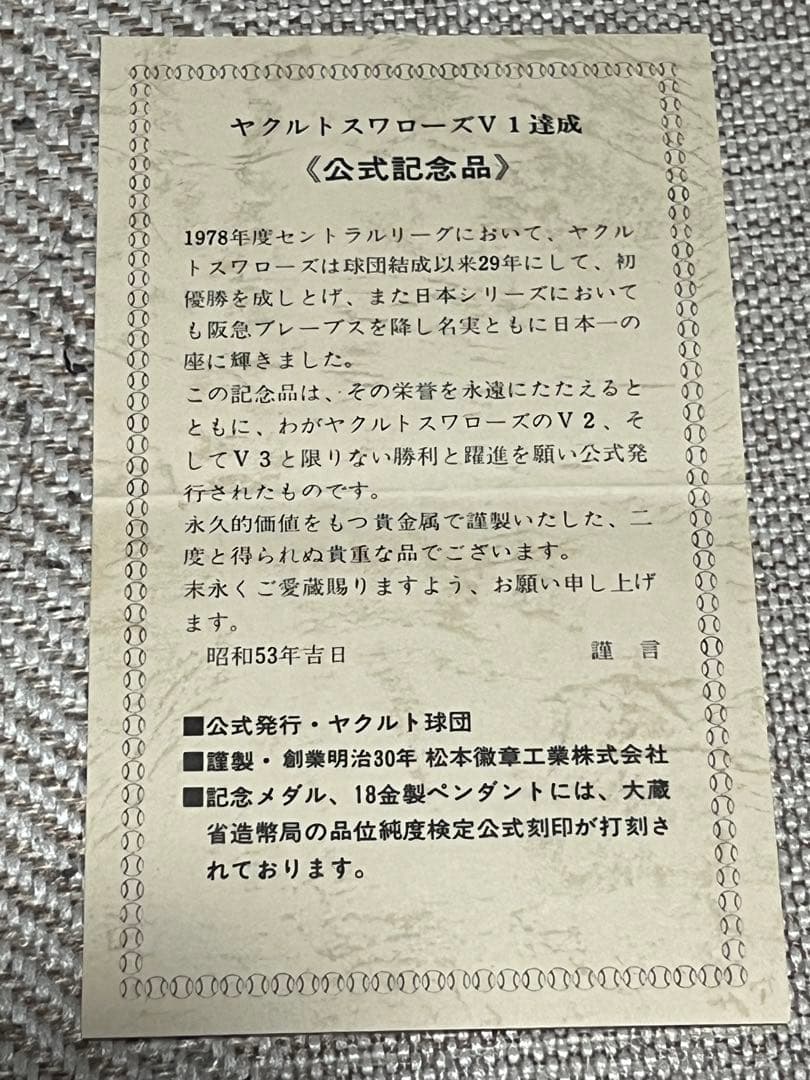 ヤクルトスワローズV1達成
《公式記念品》
1978年度セントラルリーグにおいて、ヤクル
トスワローズは球団結成以来29年にして、初
優勝を成しとげ、また日本シリーズにおいて
も阪急ブレーブスを降し名実ともに日本一の
座に輝きました。
この記念品は、その栄誉を永遠にたたえると
ともに、わがヤクルトスワローズのV2、そ
してV3と限りない勝利と躍進を願い公式発
行されたものです。
永久的価値をもつ貴金属で謹製いたした、二
度と得られぬ貴重な品でございます。
末永くご愛蔵賜りますよう、お願い申し上げ
ます。
昭和53年吉日 謹言
■公式発行・ヤクルト球団
■謹製・創業明治30年 松本徽章工業株式会社
■記念メダル、18金製ペンダントには、大蔵
省造幣局の品位純度検定公式刻印が打刻さ
れております。